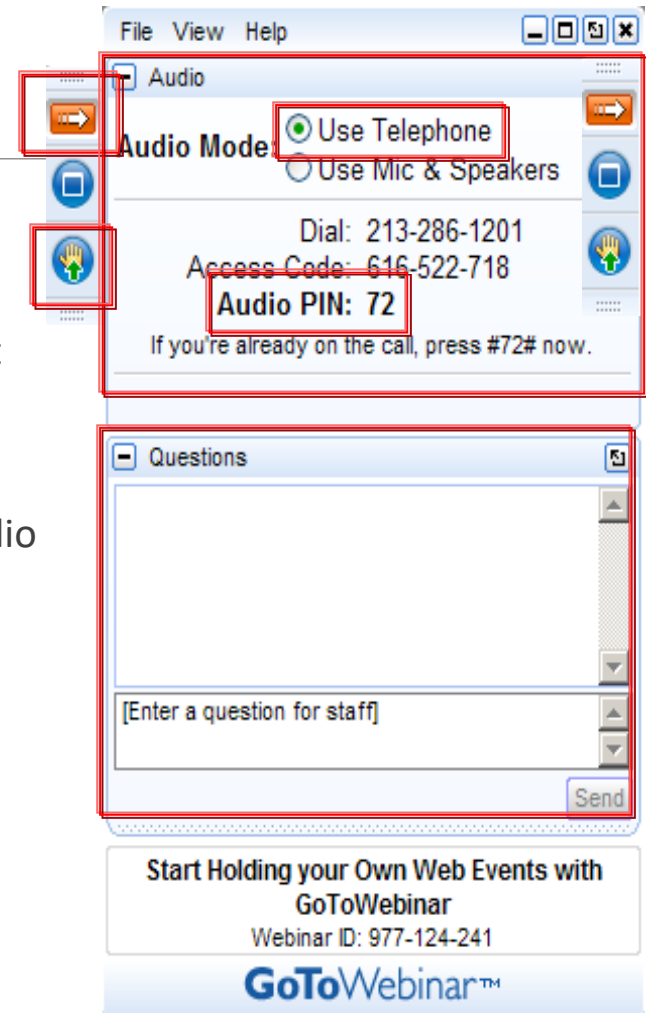 File View Help
Audio
Audio Mode: Use Telephone
Use Mic & Speakers
Dial: 213-286-1201
Access Code: 616-522-718
Audio PIN: 72
If you're already on the call, press #72# now.
Questions
dio
[Enter a question for staff]
Send
Start Holding your Own Web Events with
GoToWebinar
Webinar ID: 977-124-241
GoToWebinar™